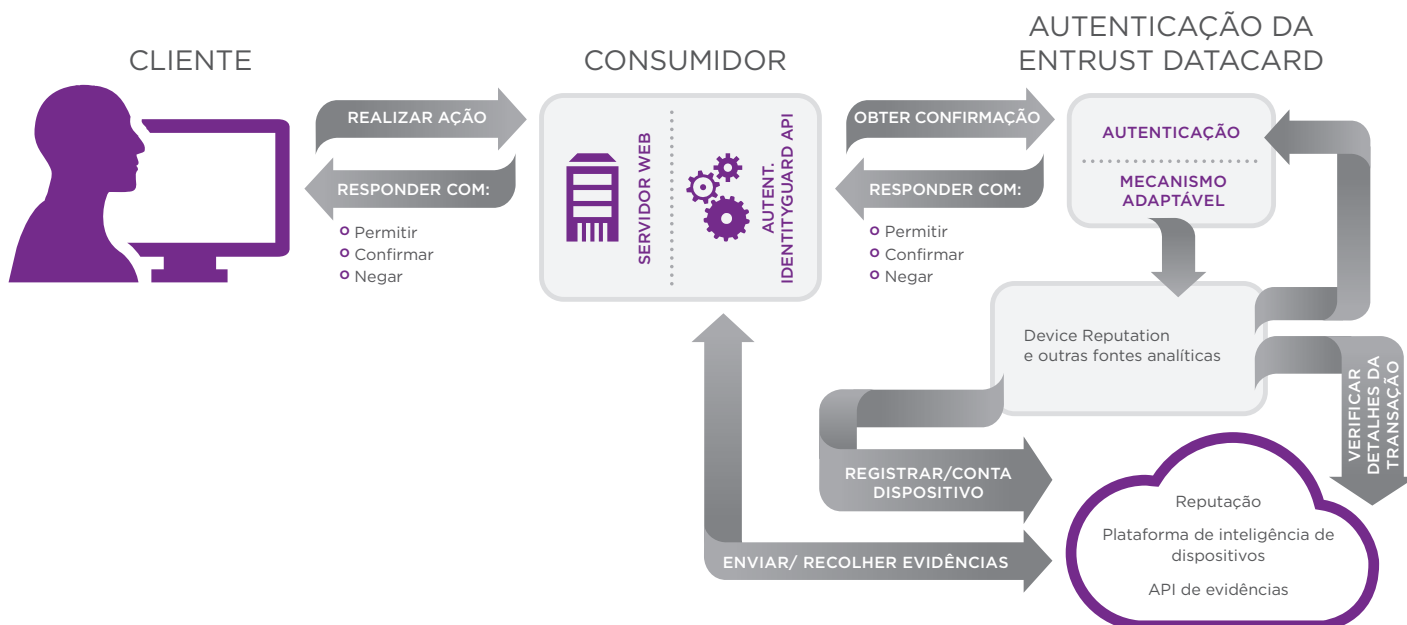 CLIENTE
REALIZAR AÇÃO
RESPONDER COM:
Permitir
Confirmar
Negar
CONSUMIDOR
SERVIDOR WEB
AUTENT.
IDENTITYGUARD API
OBTER CONFIRMAÇÃO
RESPONDER COM:
Permitir
Confirmar
Negar
AUTENTICAÇÃO DA
ENTRUST DATACARD
AUTENTICAÇÃO
MECANISMO
ADAPTÁVEL
Device Reputation
e outras fontes analíticas
VERIFICAR
DETALHES DA
TRANSAÇÃO
REGISTRAR/CONTA
DISPOSITIVO
ENVIAR/ RECOLHER EVIDÊNCIAS
Reputação
Plataforma de inteligência de
dispositivos
API de evidências